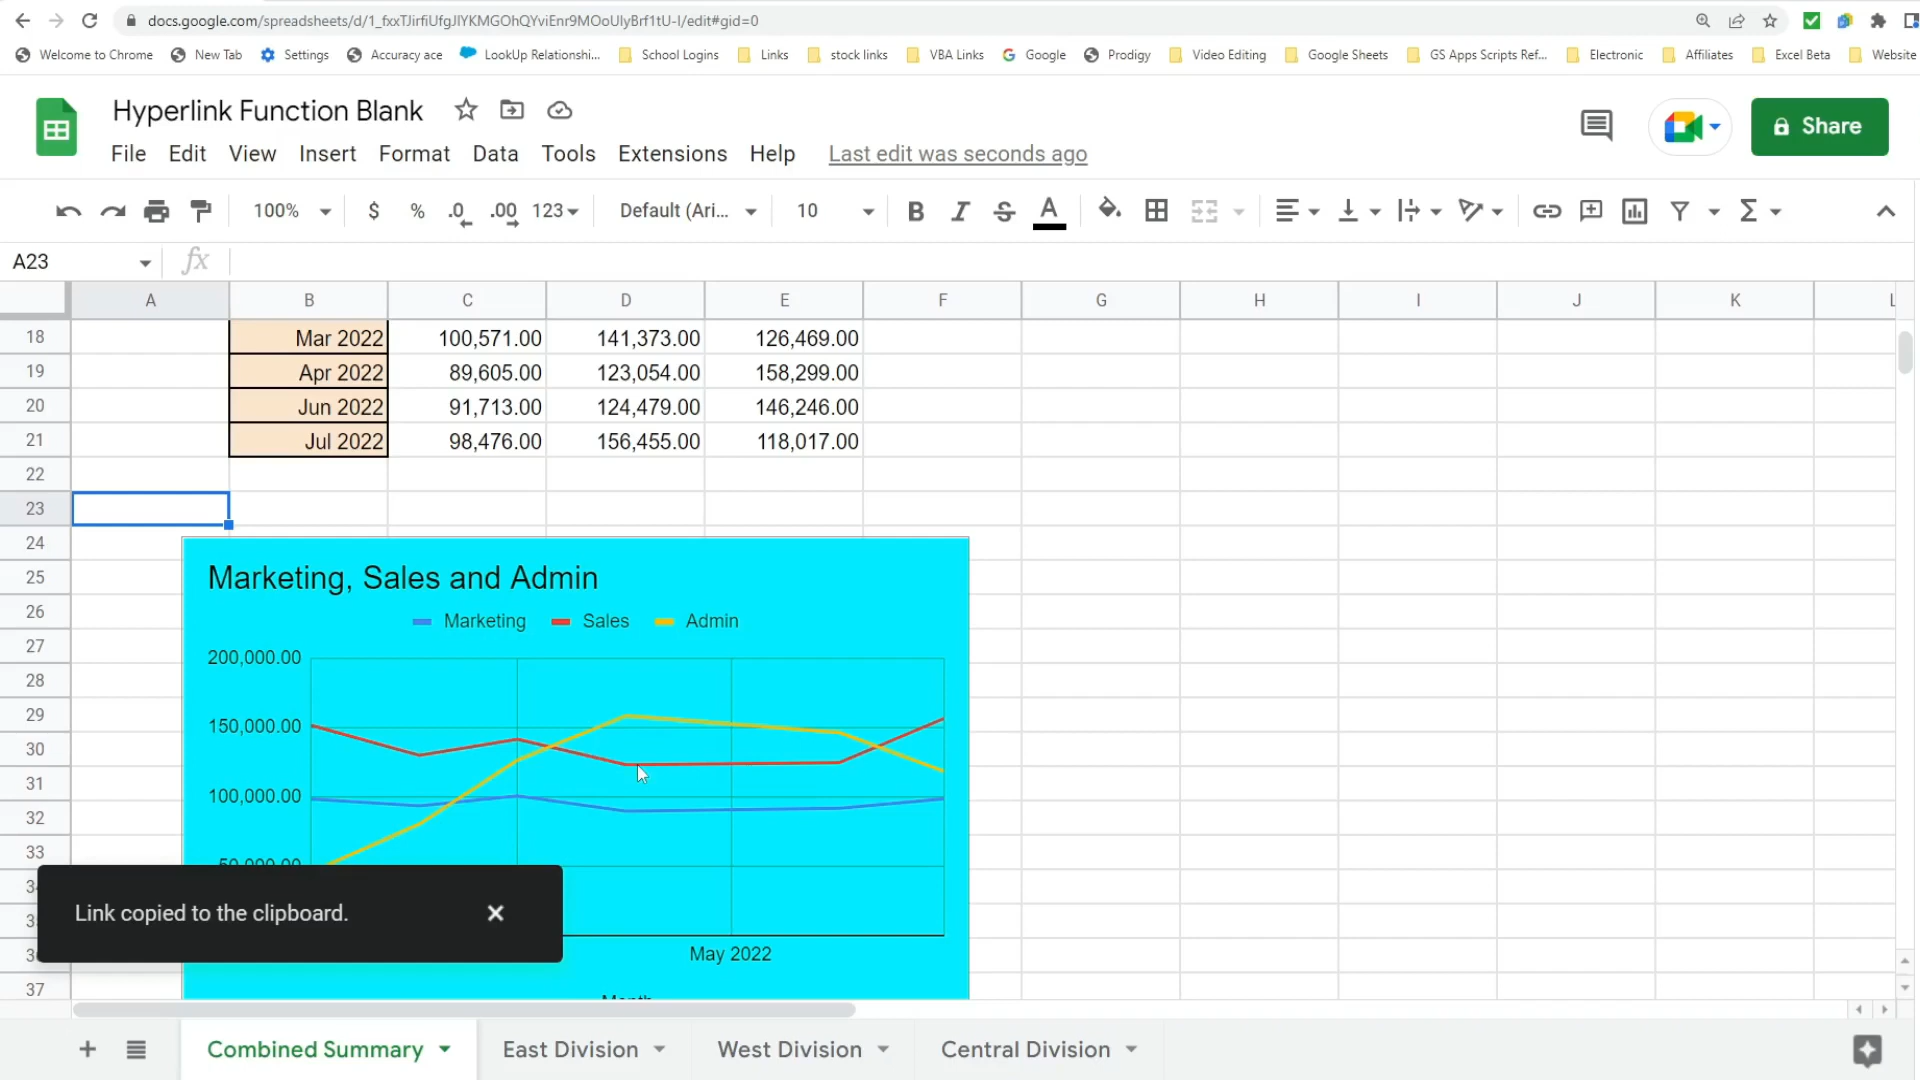 docs.google.com/spreadsheets/d/1_fxxTJirfiUfgJlYKMGOhQYviEnr9MOoUlyBrf1tU-I/edit#gid=0
Welcome to Chrome New Tab Settings Accuracy ace LookUp Relationshi... School Logins Links stock links VBA Links Google Prodigy Video Editing Google Sheets GS Apps Scripts Ref... Electronic Affiliates Excel Beta Website
Hyperlink Function Blank
Share
File Edit View Insert Format Data Tools Extensions Help Last edit was seconds ago
100% $ % .0 .00 123 Default (Ari... 10 B I S A Σ
A23 fx
A B C D E F G H I J K L
18 Mar 2022 100,571.00 141,373.00 126,469.00
19 Apr 2022 89,605.00 123,054.00 158,299.00
20 Jun 2022 91,713.00 124,479.00 146,246.00
21 Jul 2022 98,476.00 156,455.00 118,017.00
22
23
24
25 Marketing, Sales and Admin
26 Marketing Sales Admin
27 200,000.00
28
29 150,000.00
30
31 100,000.00
32
33 50,000.00
Link copied to the clipboard.
May 2022
37 Month
Combined Summary East Division West Division Central Division